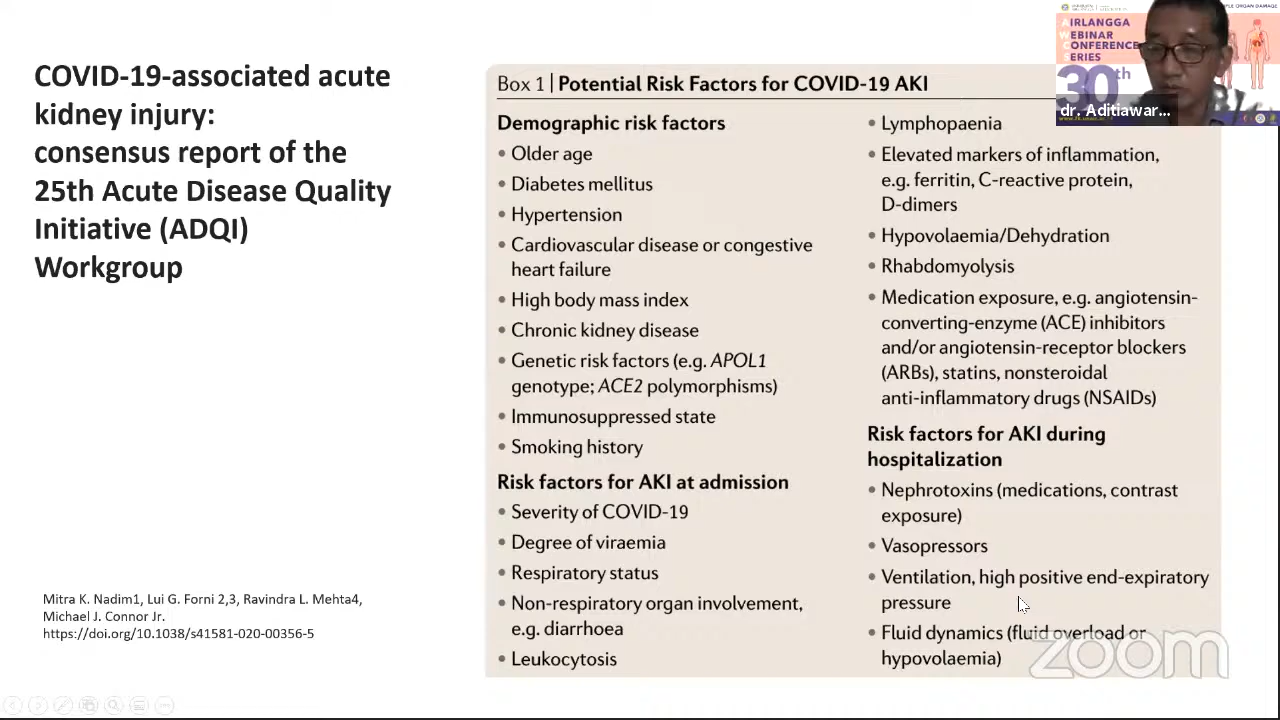 COVID-19-associated acute
kidney injury:
consensus report of the
25th Acute Disease Quality
Initiative (ADQI)
Workgroup
Mitra K. Nadim1, Lui G. Forni 2,3, Ravindra L. Mehta4,
Michael J. Connor Jr.
https://doi.org/10.1038/s41581-020-00356-5
Box 1 | Potential Risk Factors for COVID-19 AKI
Demographic risk factors
• Older age
• Diabetes mellitus
• Hypertension
• Cardiovascular disease or congestive
heart failure
• High body mass index
• Chronic kidney disease
• Genetic risk factors (e.g. APOL1
genotype; ACE2 polymorphisms)
• Immunosuppressed state
• Smoking history
Risk factors for AKI at admission
• Severity of COVID-19
• Degree of viraemia
• Respiratory status
• Non-respiratory organ involvement,
e.g. diarrhoea
• Leukocytosis
• Lymphopaenia
• Elevated markers of inflammation,
e.g. ferritin, C-reactive protein,
D-dimers
• Hypovolaemia/Dehydration
• Rhabdomyolysis
• Medication exposure, e.g. angiotensin-
converting-enzyme (ACE) inhibitors
and/or angiotensin-receptor blockers
(ARBs), statins, nonsteroidal
anti-inflammatory drugs (NSAIDs)
Risk factors for AKI during
hospitalization
• Nephrotoxins (medications, contrast
exposure)
• Vasopressors
• Ventilation, high positive end-expiratory
pressure
• Fluid dynamics (fluid overload or
hypovolaemia)
AIRLANGGA
WEBINAR
CONFERENCE
SERIES
30th
ORGAN DAMAGE
dr. Aditiawar...
zoom